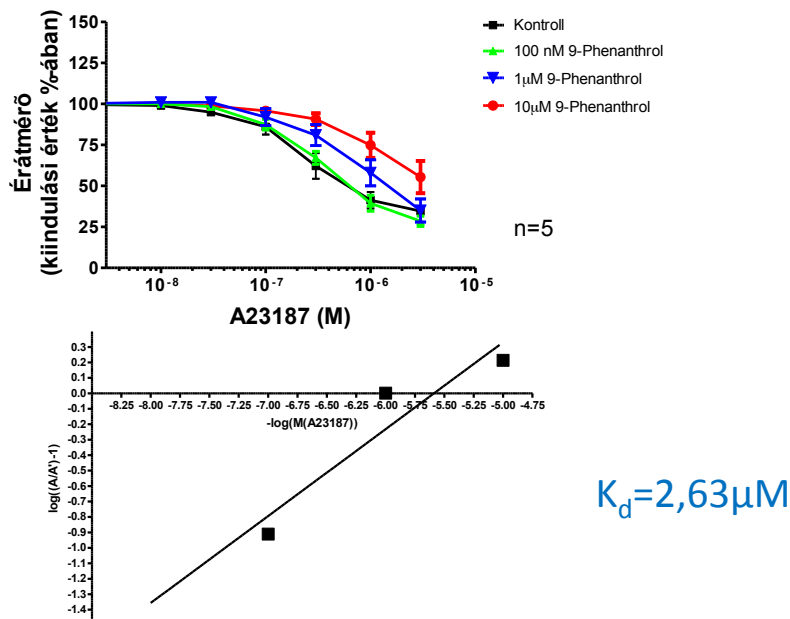 150
125
100
75
50
25
0
Érátmérõ
(kiindulási érték %-ában)
10-8
10-7
10-6
10-5
A23187 (M)
Kontroll
100 nM 9-Phenanthrol
1µM 9-Phenanthrol
10µM 9-Phenanthrol
n=5
0.3
0.2
0.1
0.0
-0.1
-0.2
-0.3
-0.4
-0.5
-0.6
-0.7
-0.8
-0.9
-1.0
-1.1
-1.2
-1.3
-1.4
log((A/A')-1)
-8.25 -8.00 -7.75 -7.50 -7.25 -7.00 -6.75 -6.50 -6.25 -6.00 -5.75 -5.50 -5.25 -5.00 -4.75
-log(M(A23187))
Kd=2,63µM